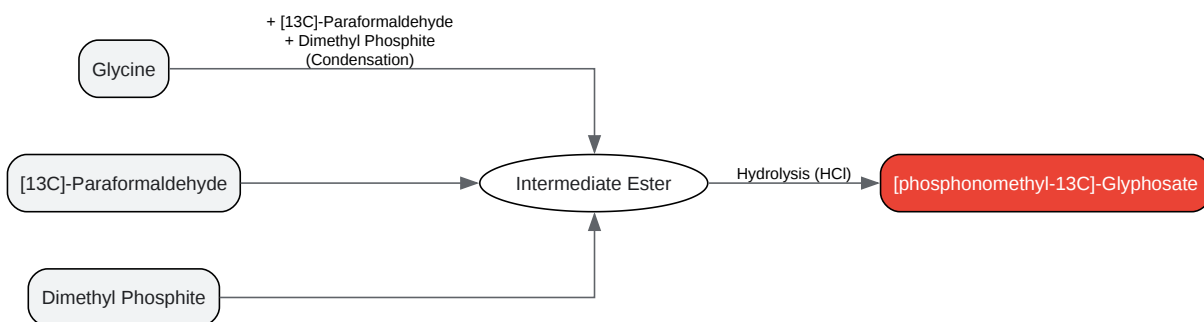 + [13C]-Paraformaldehyde
+ Dimethyl Phosphite
(Condensation)
Glycine
[13C]-Paraformaldehyde
Intermediate Ester
Hydrolysis (HCl)
[phosphonomethyl-13C]-Glyphosate
Dimethyl Phosphite